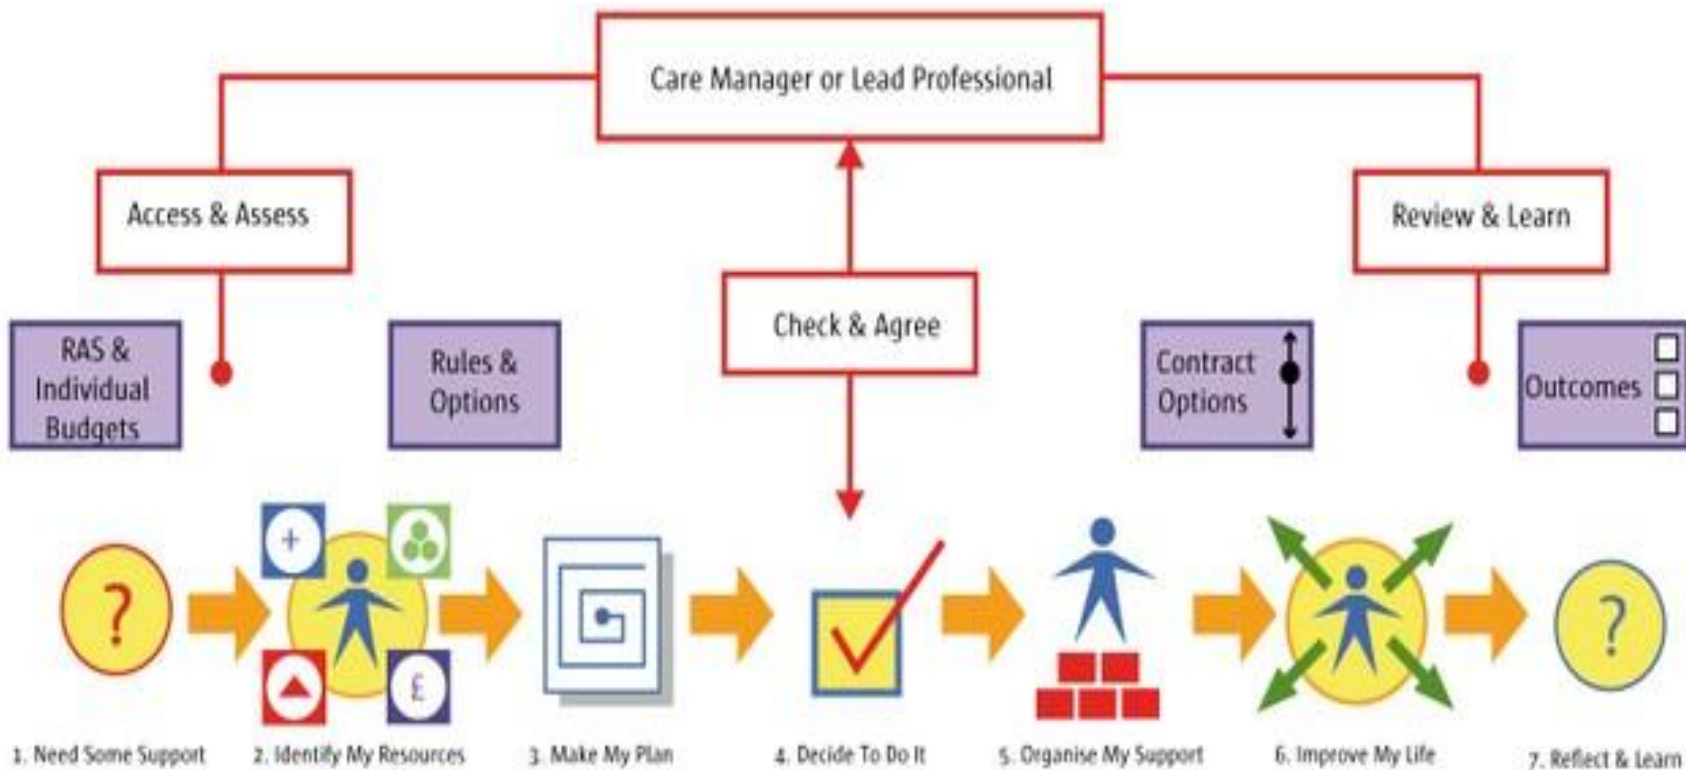 Care Manager or Lead Professional
Access & Assess
Review & Learn
Check & Agree
RAS &
Individual
Budgets
Rules &
Options
Contract
Options
Outcomes
?
+
£
?
1. Need Some Support
2. Identify My Resources
3. Make My Plan
4. Decide To Do It
5. Organise My Support
6. Improve My Life
7. Reflect & Learn